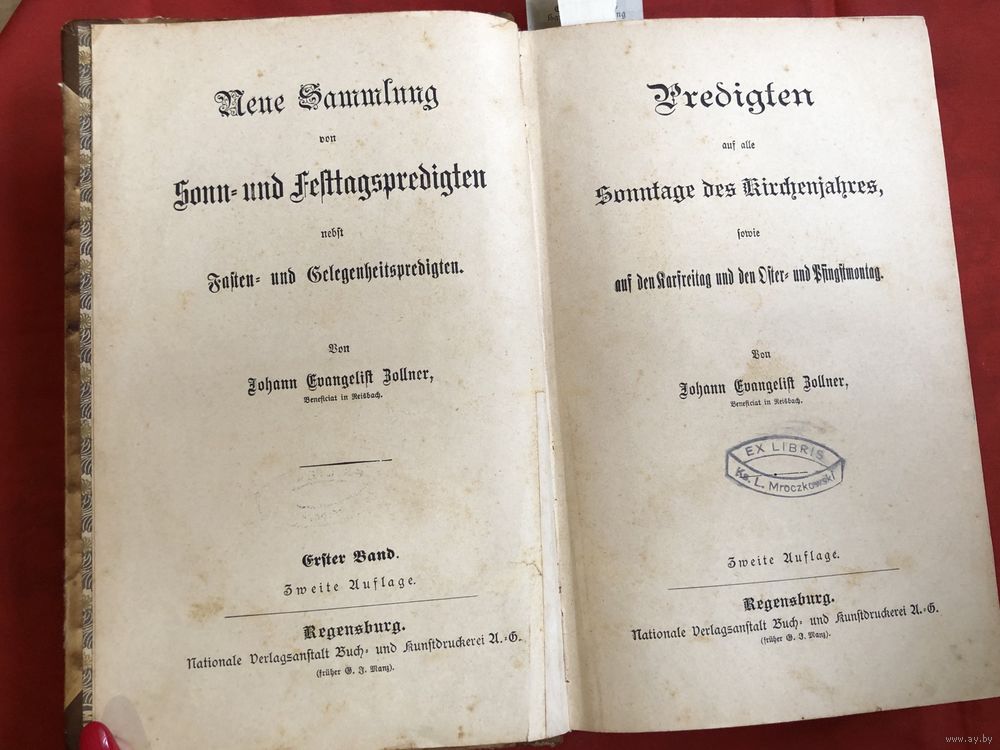 Neue Sammlung
von
Sonn- und Festtagspredigten
nebst
Fasten- und Gelegenheitspredigten.
Von
Johann Evangelist Zollner,
Beneficiat in Reisbach.
Erster Band.
Zweite Auflage.
Regensburg.
Nationale Verlagsanstalt Buch- und Kunstdruckerei A.-G.
(früher G. J. Manz).
Predigten
auf alle
Sonntage des Kirchenjahres,
sowie
auf den Karfreitag und den Oster- und Pfingstmontag.
Von
Johann Evangelist Zollner,
Beneficiat in Reisbach.
EX LIBRIS
Ks. L. Mroczkowski
Zweite Auflage.
Regensburg.
Nationale Verlagsanstalt Buch- und Kunstdruckerei A.-G.
(früher G. J. Manz).
www.ay.by